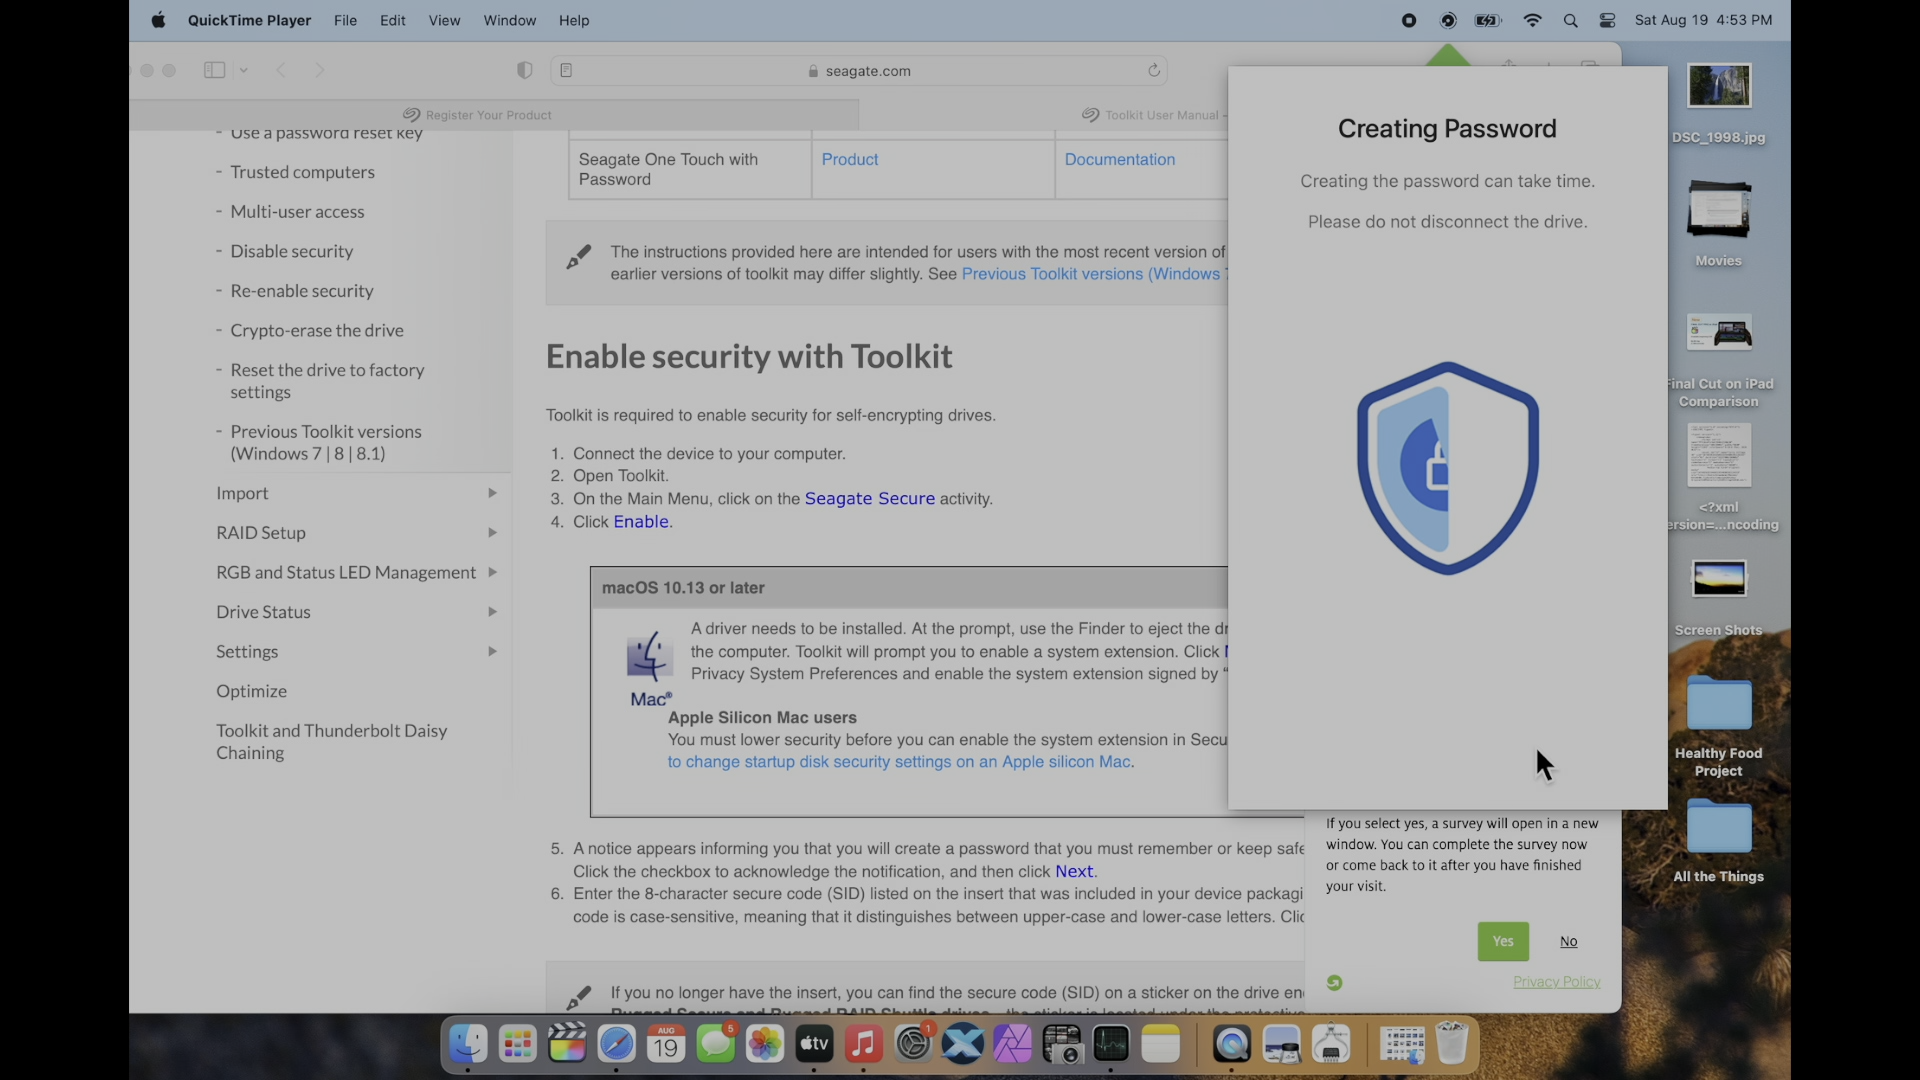 QuickTime Player File Edit View Window Help
Sat Aug 19 4:53 PM
seagate.com
Register Your Product
Toolkit User Manual -
- Use a password reset key
- Trusted computers
- Multi-user access
- Disable security
- Re-enable security
- Crypto-erase the drive
- Reset the drive to factory
settings
- Previous Toolkit versions
(Windows 7 | 8 | 8.1)
Import
RAID Setup
RGB and Status LED Management
Drive Status
Settings
Optimize
Toolkit and Thunderbolt Daisy
Chaining
Seagate One Touch with
Password
Product
Documentation
The instructions provided here are intended for users with the most recent version of
earlier versions of toolkit may differ slightly. See Previous Toolkit versions (Windows
Enable security with Toolkit
Toolkit is required to enable security for self-encrypting drives.
1. Connect the device to your computer.
2. Open Toolkit.
3. On the Main Menu, click on the Seagate Secure activity.
4. Click Enable.
macOS 10.13 or later
Mac®
A driver needs to be installed. At the prompt, use the Finder to eject the
the computer. Toolkit will prompt you to enable a system extension. Click
Privacy System Preferences and enable the system extension signed by “
Apple Silicon Mac users
You must lower security before you can enable the system extension in Secu
to change startup disk security settings on an Apple silicon Mac.
5. A notice appears informing you that you will create a password that you must remember or keep safe
Click the checkbox to acknowledge the notification, and then click Next.
6. Enter the 8-character secure code (SID) listed on the insert that was included in your device packagi
code is case-sensitive, meaning that it distinguishes between upper-case and lower-case letters. Clic
If you no longer have the insert, you can find the secure code (SID) on a sticker on the drive en
Rugged Secure and Rugged RAID Shuttle drives
Creating Password
Creating the password can take time.
Please do not disconnect the drive.
If you select yes, a survey will open in a new
window. You can complete the survey now
or come back to it after you have finished
your visit.
Yes
No
Privacy Policy
DSC_1998.jpg
Movies
Final Cut on iPad
Comparison
<?xml
ersion=...ncoding
Screen Shots
Healthy Food
Project
All the Things
AUG
19
5
tv
1